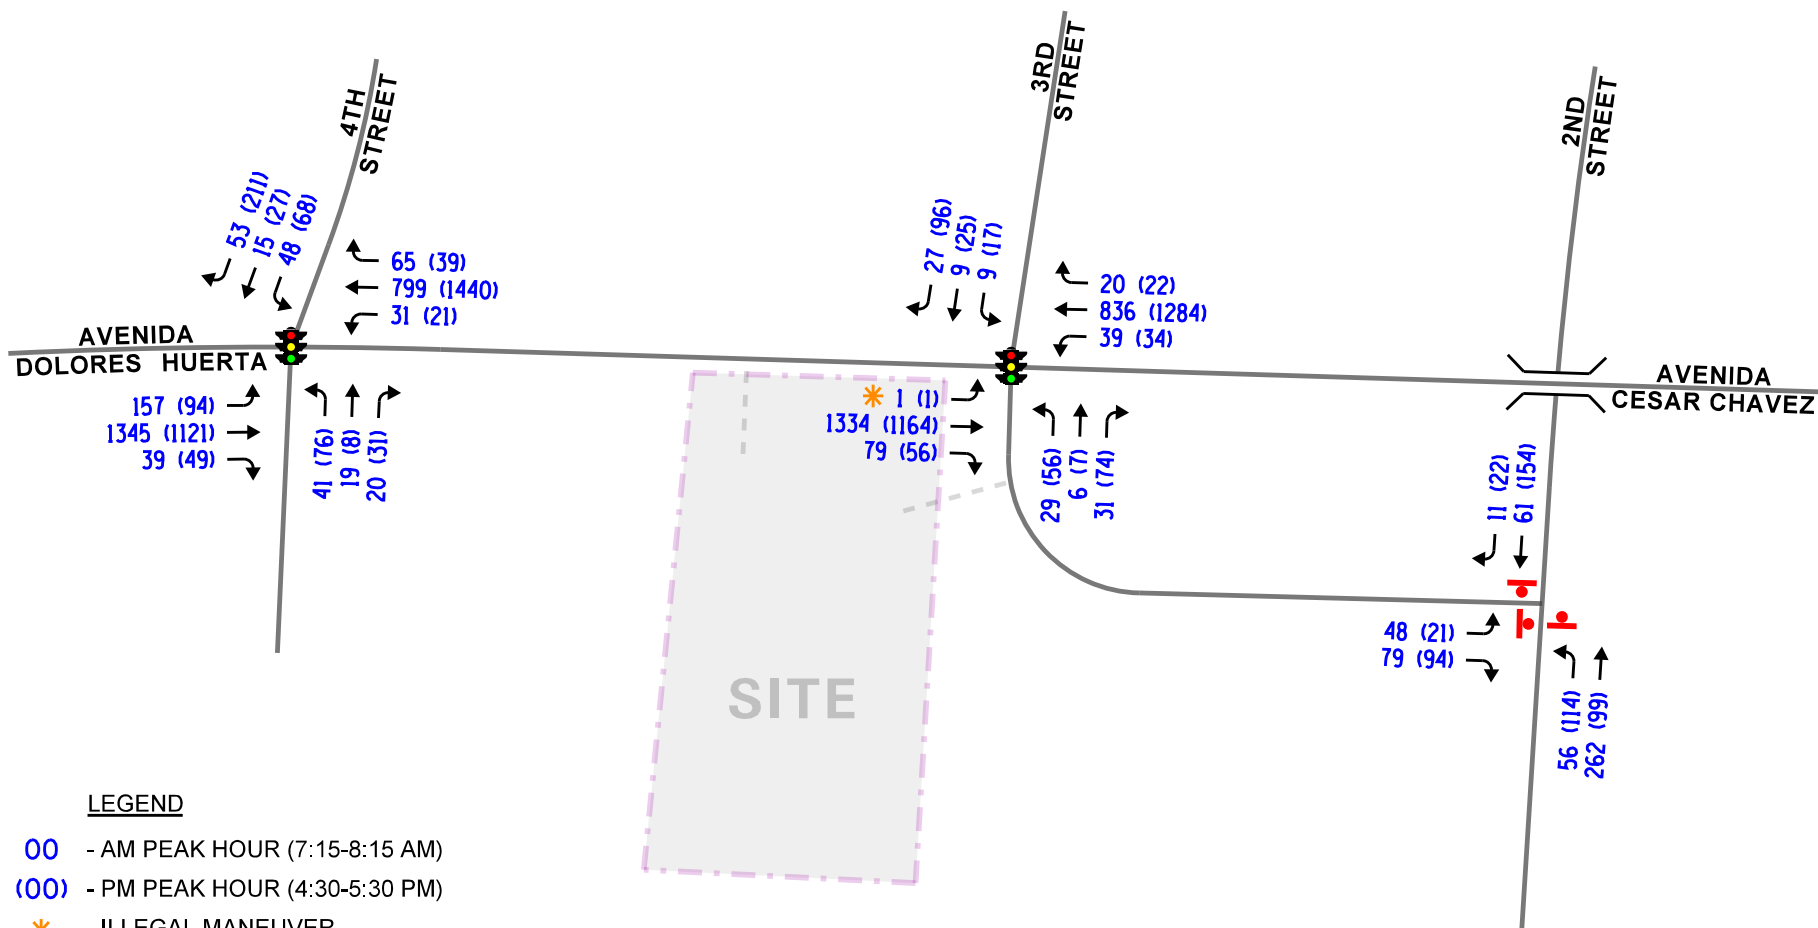 4TH
STREET
3RD
STREET
2ND
STREET
53 (211)
15 (27)
48 (68)
65 (39)
799 (1440)
31 (21)
27 (96)
9 (25)
9 (17)
20 (22)
836 (1284)
39 (34)
AVENIDA
DOLORES HUERTA
AVENIDA
CESAR CHAVEZ
157 (94)
1345 (1121)
39 (49)
41 (76)
19 (8)
20 (31)
1 (1)
1334 (1164)
79 (56)
29 (56)
6 (7)
31 (74)
11 (22)
61 (154)
48 (21)
79 (94)
56 (114)
262 (99)
SITE
LEGEND
00 - AM PEAK HOUR (7:15-8:15 AM)
(00) - PM PEAK HOUR (4:30-5:30 PM)
- ILLEGAL MANEUVER